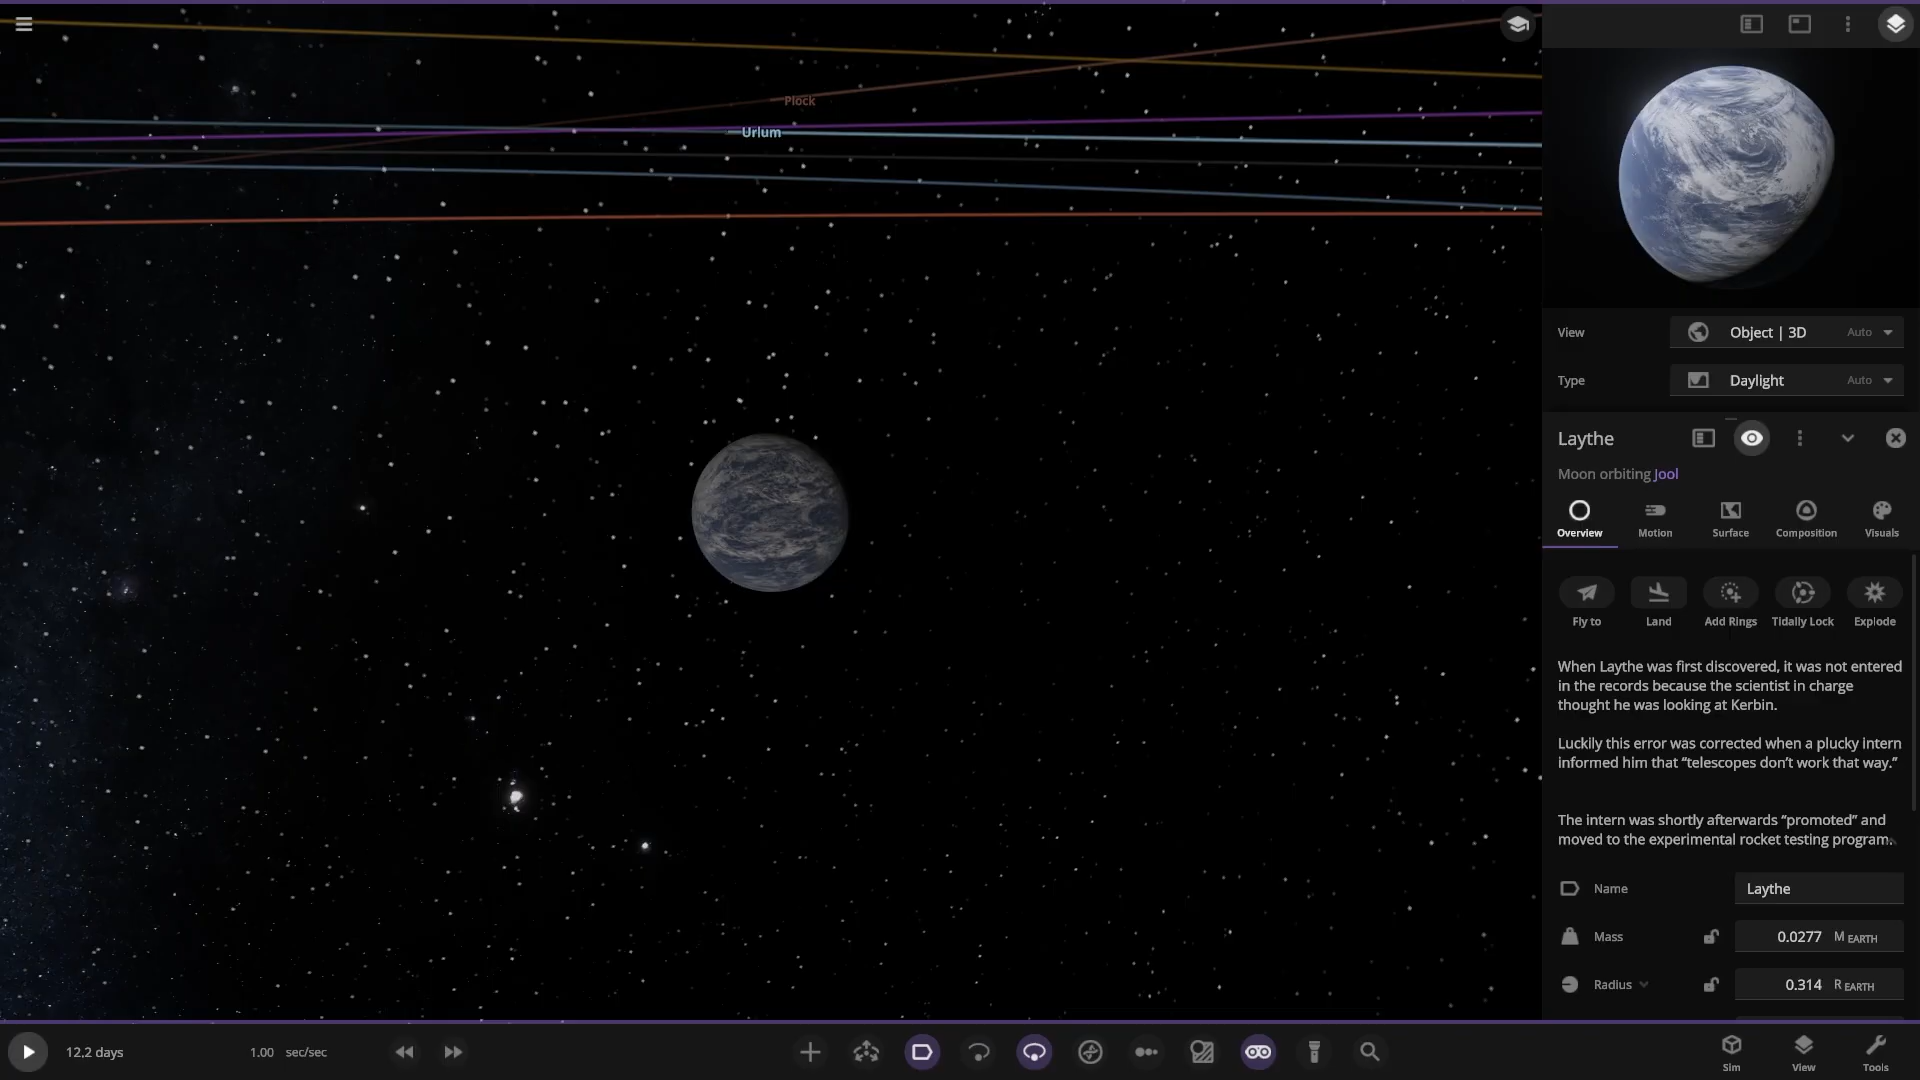 Plock
Urlum
View
Object | 3D
Auto
Type
Daylight
Auto
Laythe
Moon orbiting Jool
Overview
Motion
Surface
Composition
Visuals
Fly to
Land
Add Rings
Tidally Lock
Explode
When Laythe was first discovered, it was not entered
in the records because the scientist in charge
thought he was looking at Kerbin.
Luckily this error was corrected when a plucky intern
informed him that “telescopes don’t work that way.”
The intern was shortly afterwards “promoted” and
moved to the experimental rocket testing program.
Name
Laythe
Mass
0.0277 M EARTH
Radius
0.314 R EARTH
12.2 days
1.00 sec/sec
Sim
View
Tools